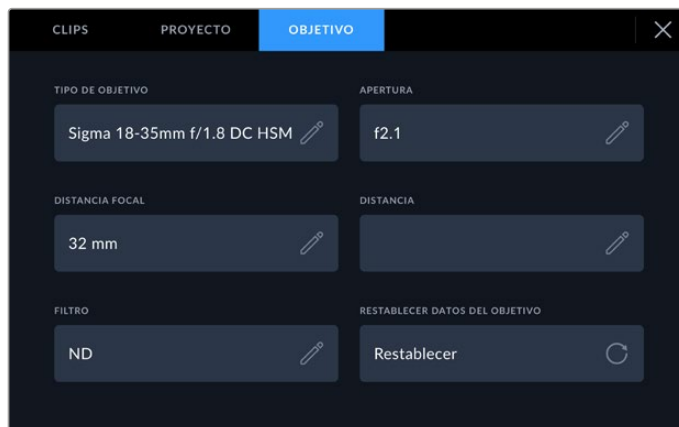 CLIPS PROYECTO OBJETIVO
TIPO DE OBJETIVO
Sigma 18-35mm f/1.8 DC HSM
APERTURA
f2.1
DISTANCIA FOCAL
32 mm
DISTANCIA
FILTRO
ND
RESTABLECER DATOS DEL OBJETIVO
Restablecer